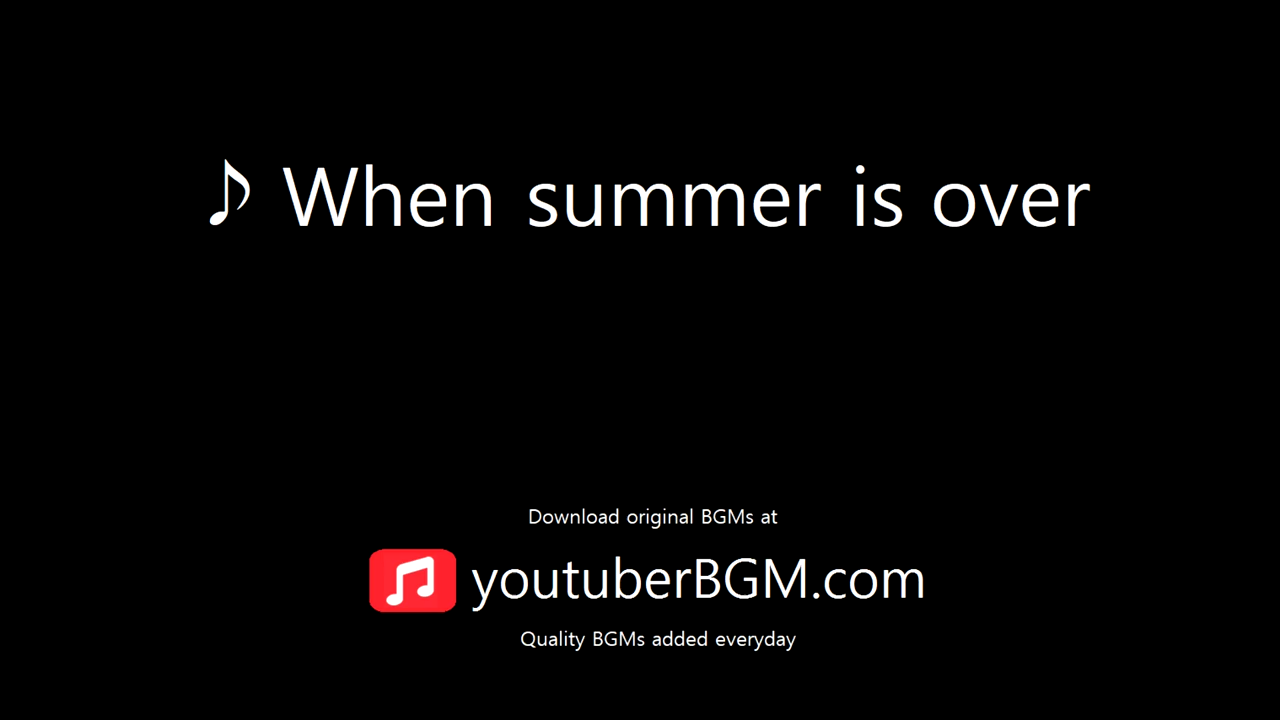 ♪ When summer is over
Download original BGMs at
youtuberBGM.com
Quality BGMs added everyday